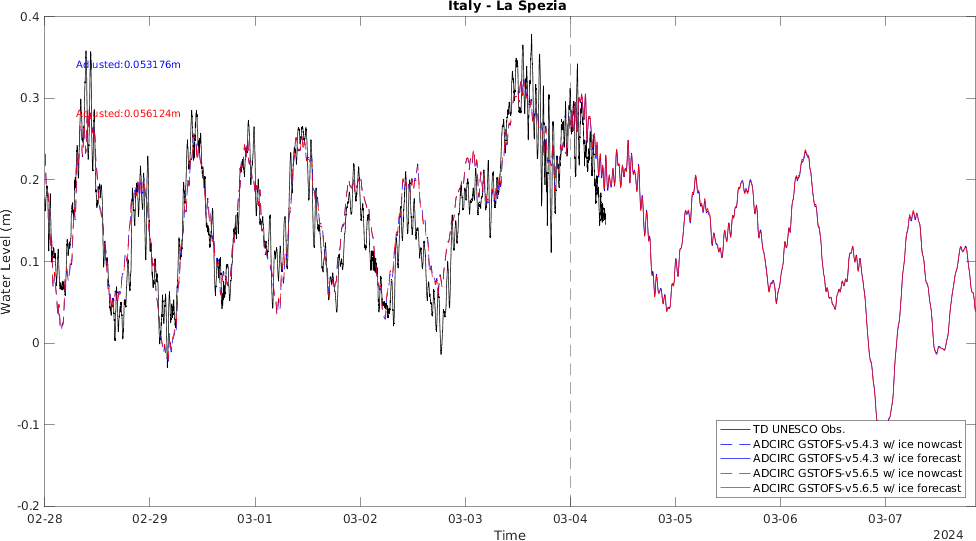 Italy - La Spezia
0.4
0.3
0.2
0.1
0
-0.1
-0.2
Water Level (m)
Adjusted:0.053176m
Adjusted:0.056124m
TD UNESCO Obs.
ADCIRC GSTOFS-v5.4.3 w/ ice nowcast
ADCIRC GSTOFS-v5.4.3 w/ ice forecast
ADCIRC GSTOFS-v5.6.5 w/ ice nowcast
ADCIRC GSTOFS-v5.6.5 w/ ice forecast
02-28 02-29 03-01 03-02 03-03 03-04 03-05 03-06 03-07
Time
2024